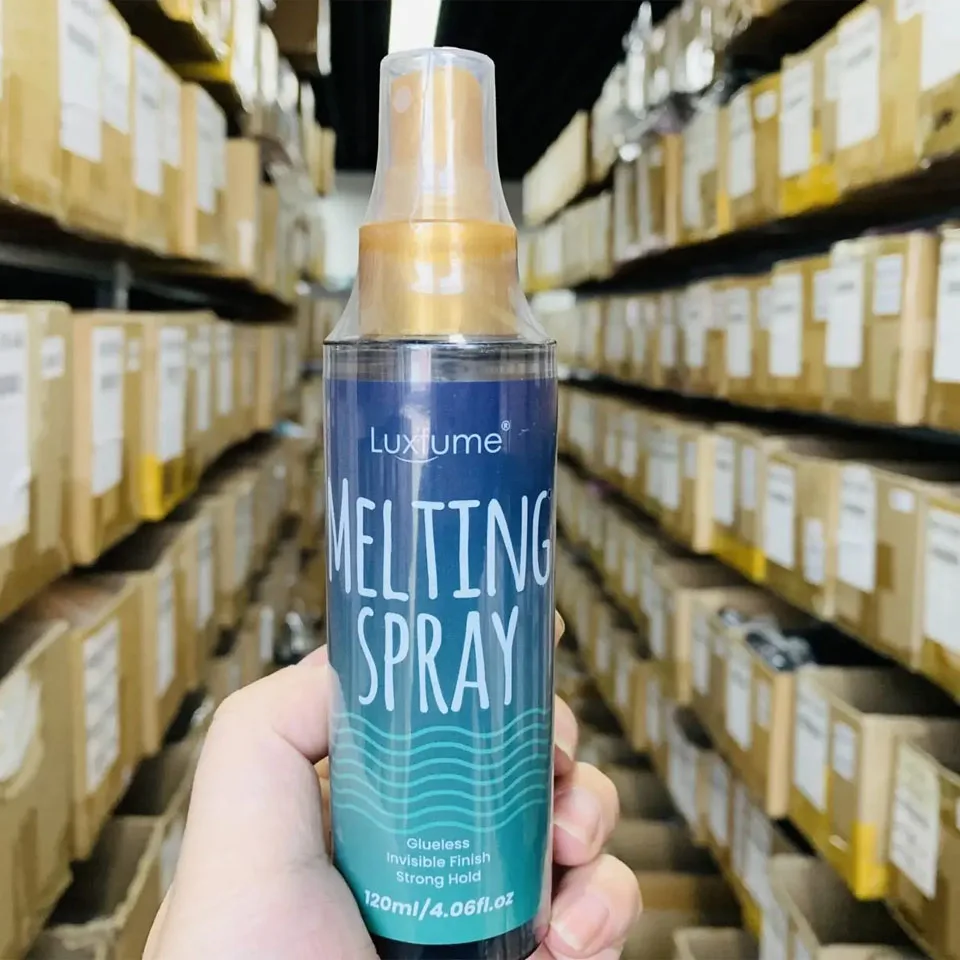 Luxfume®
MELTING
SPRAY
Glueless
Invisible Finish
Strong Hold
120ml/4.06fl.oz